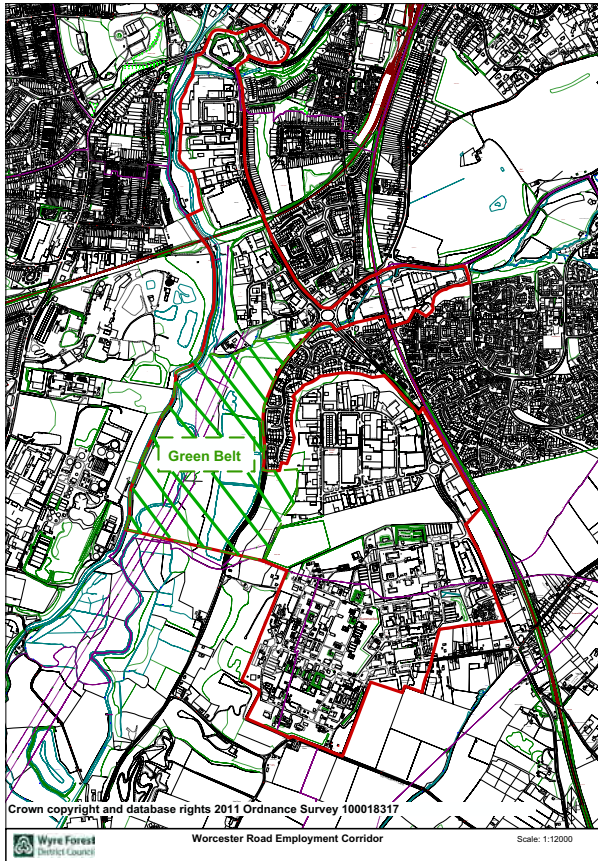 Green Belt
Crown copyright and database rights 2011 Ordnance Survey 100018317
Wyre Forest
District Council
Worcester Road Employment Corridor
Scale: 1:12000